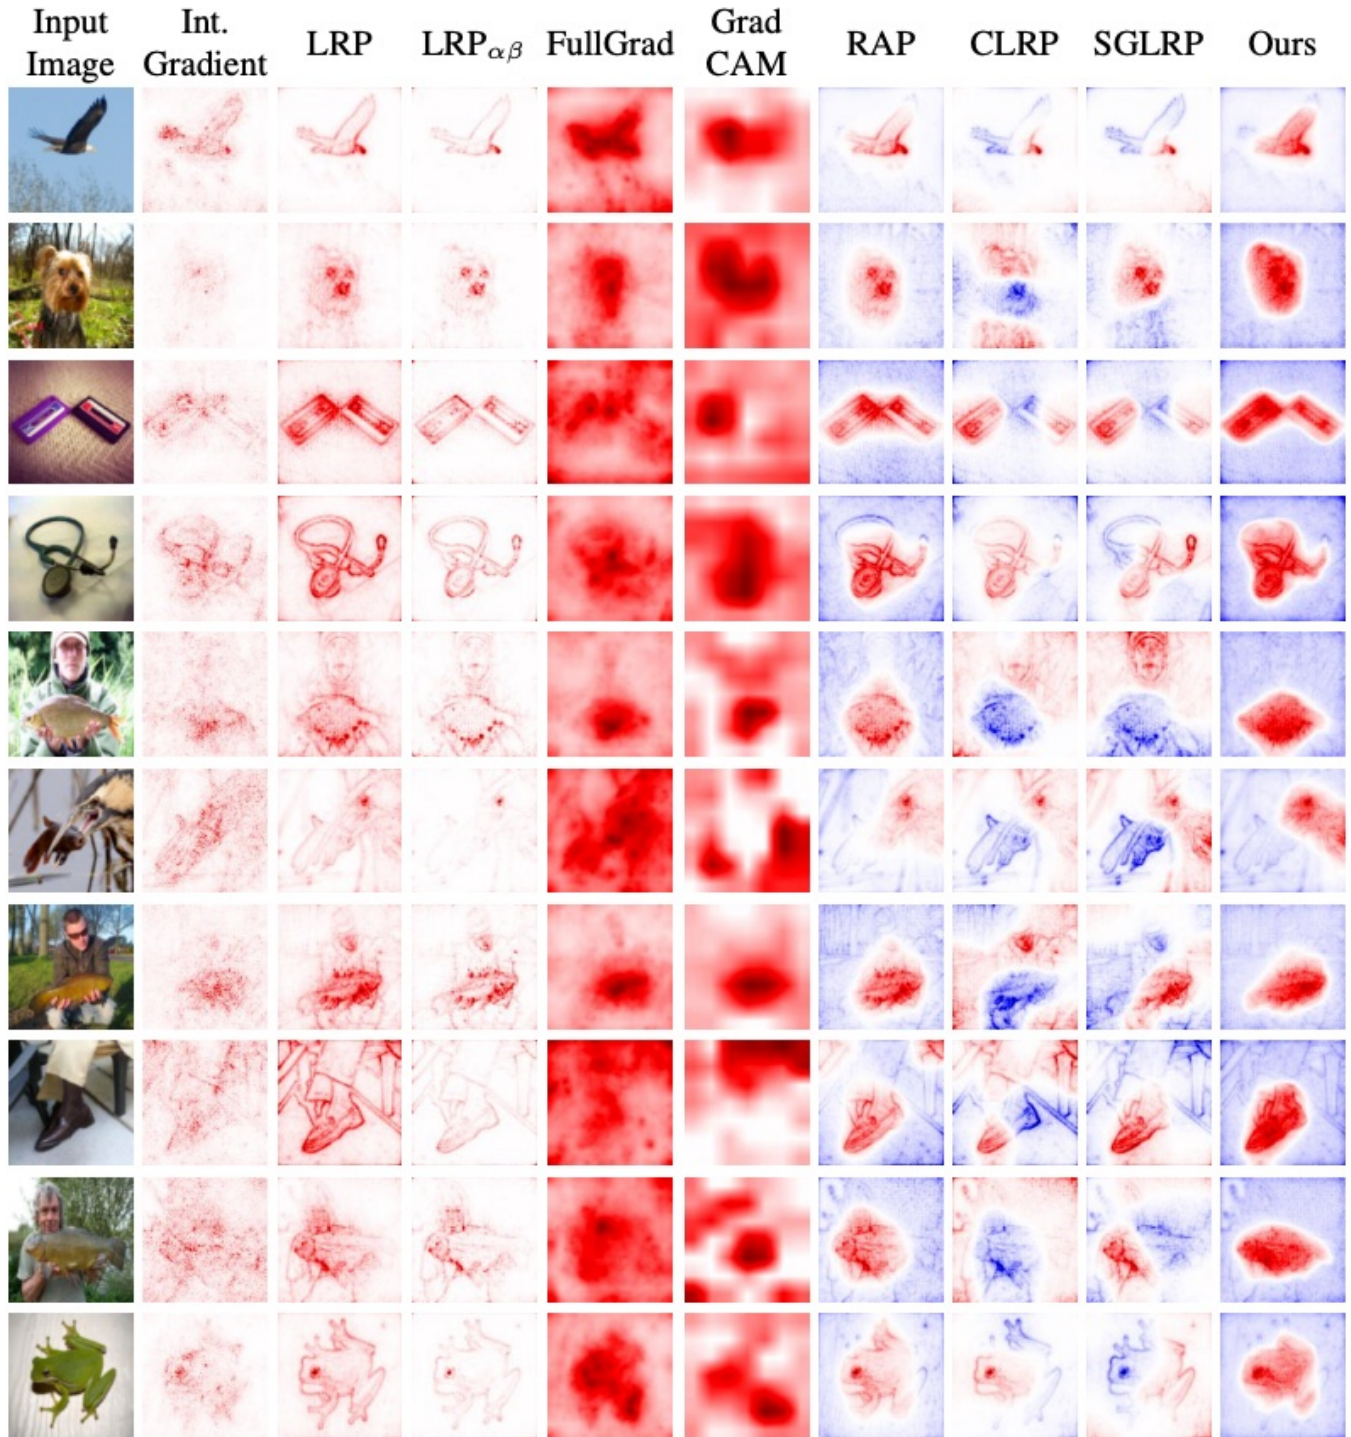 Input Image
Int. Gradient
LRP
LRPαβ
FullGrad
Grad CAM
RAP
CLRP
SGLRP
Ours